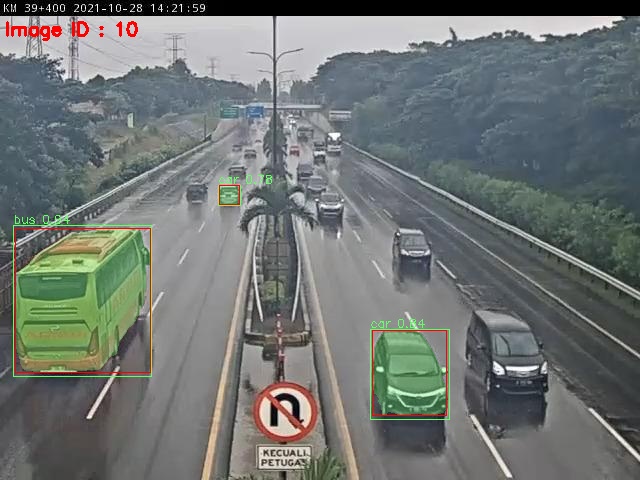 KM 39+400 2021-10-28 14:21:59
Image ID : 10
car 0.78
bus 0.84
car 0.84
KECUALI
PETUGAS